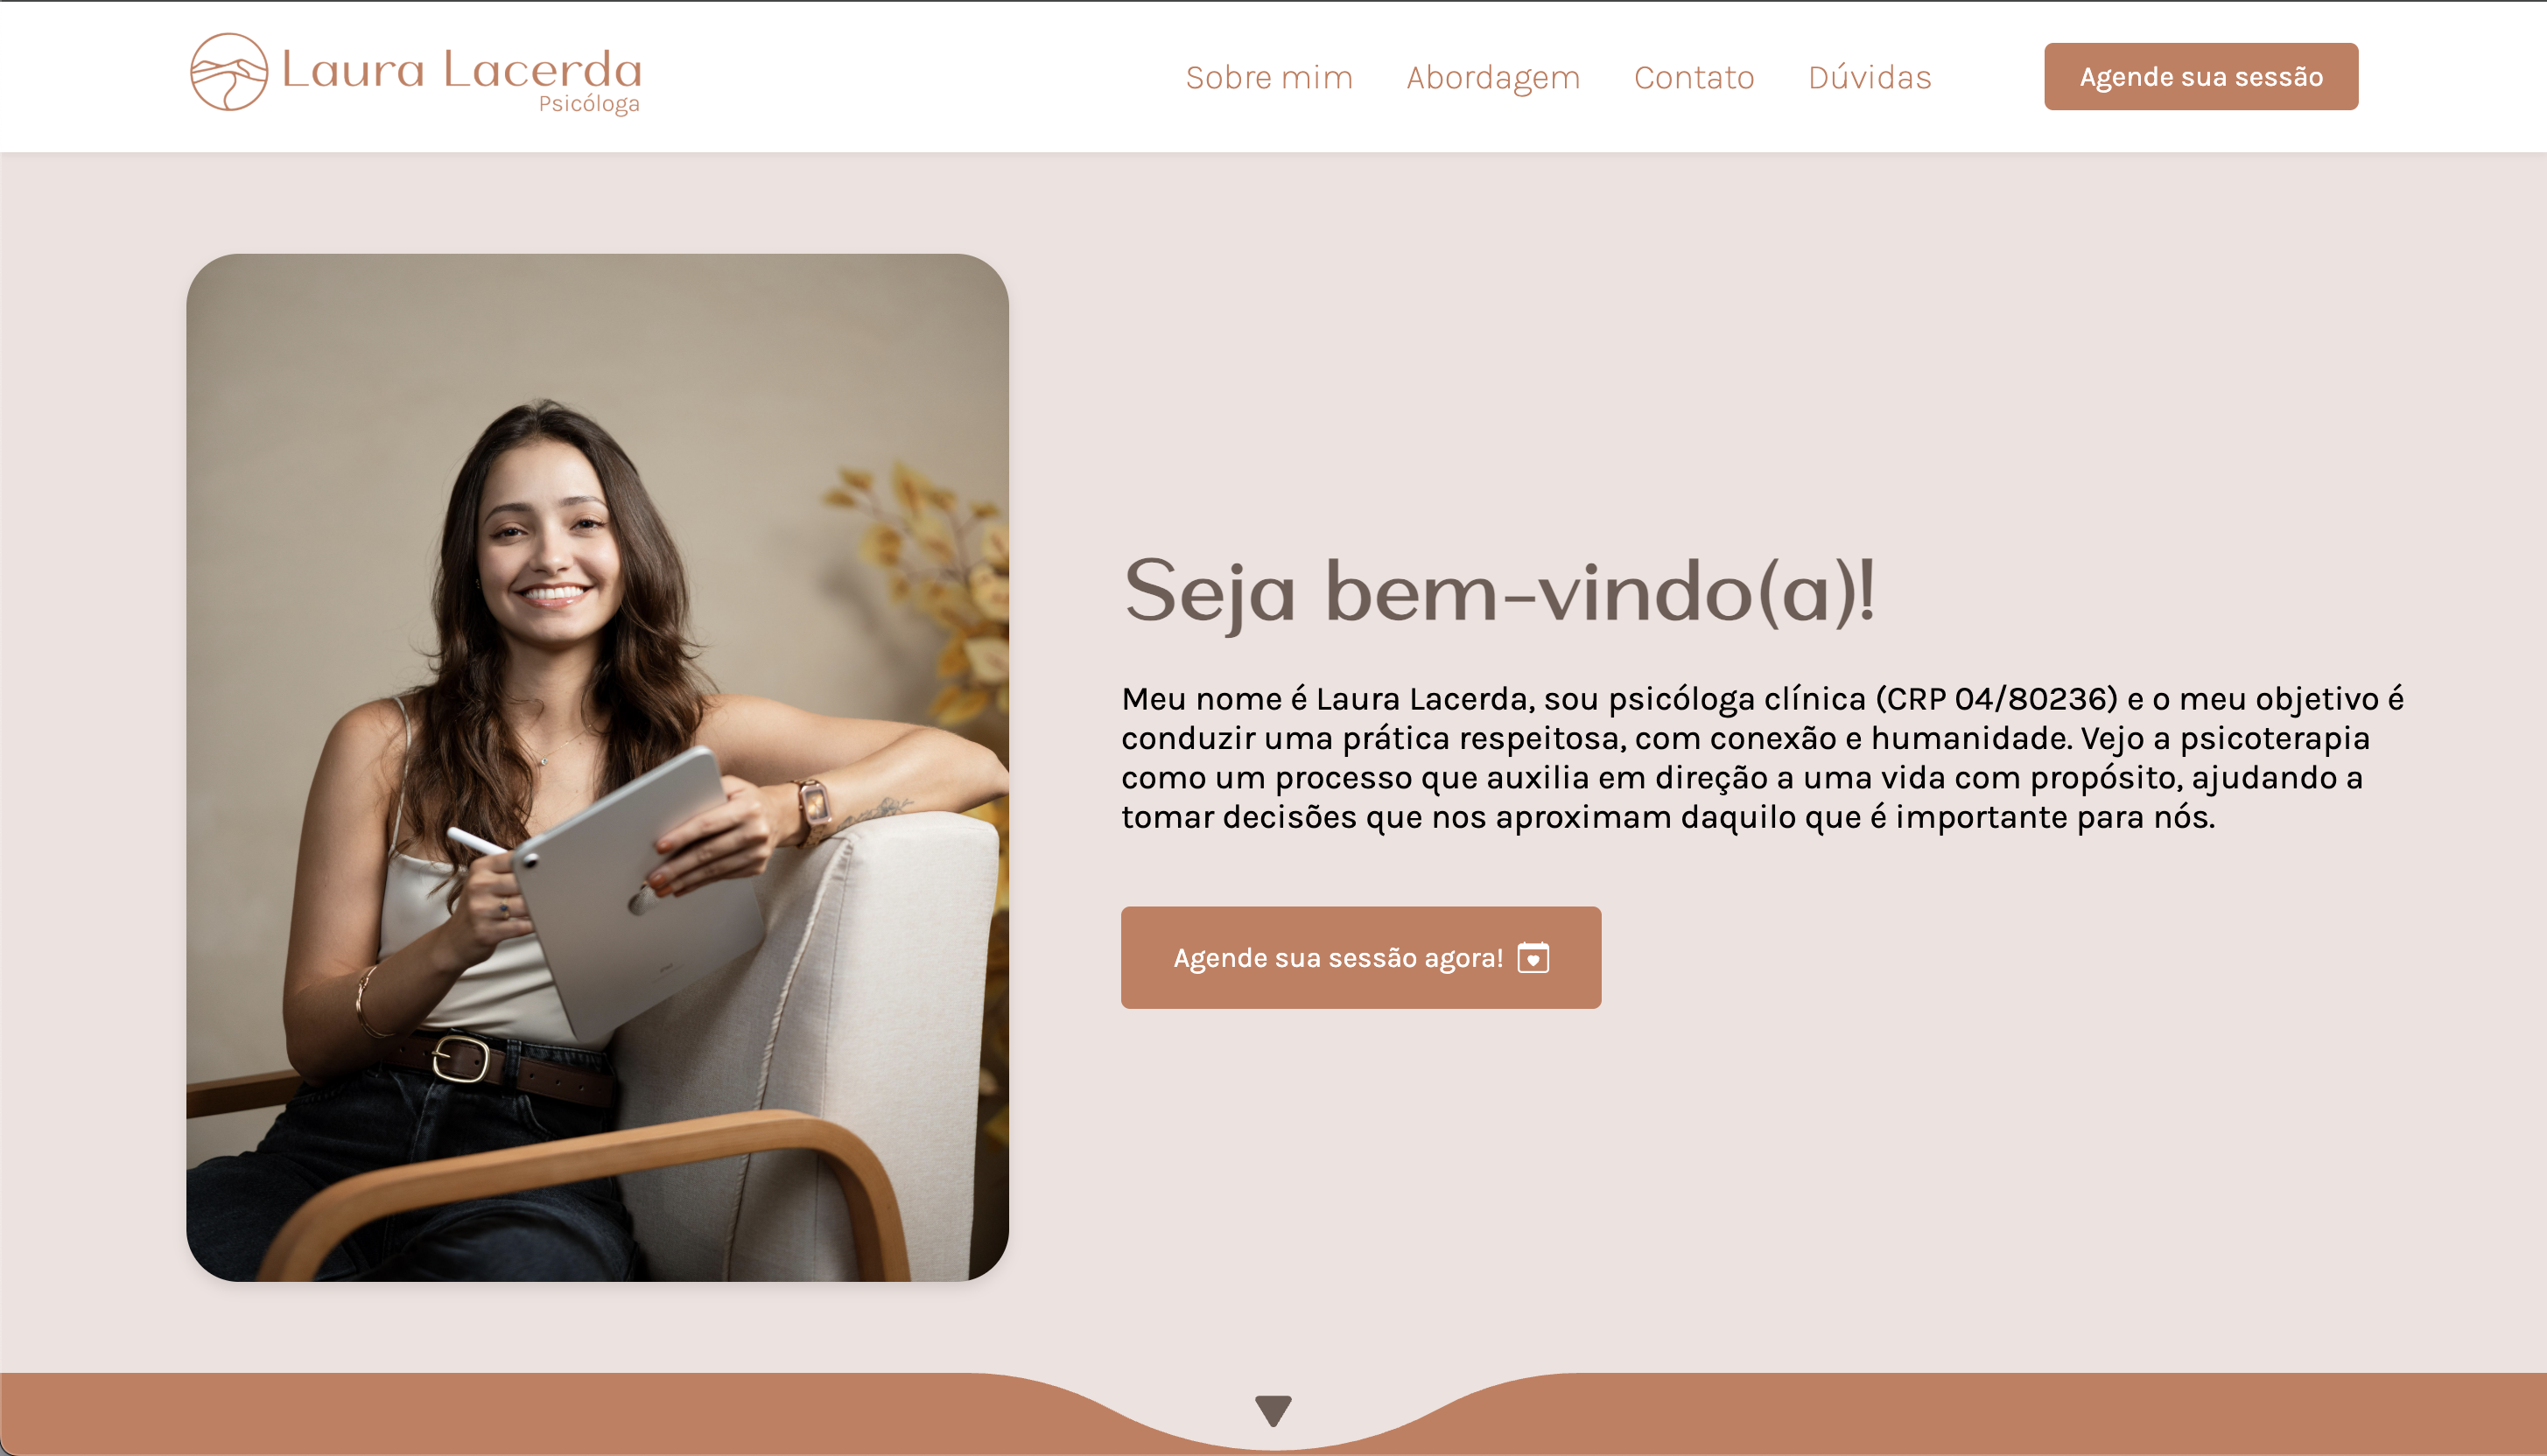 Laura Lacerda
Psicóloga
Sobre mim
Abordagem
Contato
Dúvidas
Agende sua sessão
Seja bem-vindo(a)!
Meu nome é Laura Lacerda, sou psicóloga clínica (CRP 04/80236) e o meu objetivo é
conduzir uma prática respeitosa, com conexão e humanidade. Vejo a psicoterapia
como um processo que auxilia em direção a uma vida com propósito, ajudando a
tomar decisões que nos aproximam daquilo que é importante para nós.
Agende sua sessão agora!